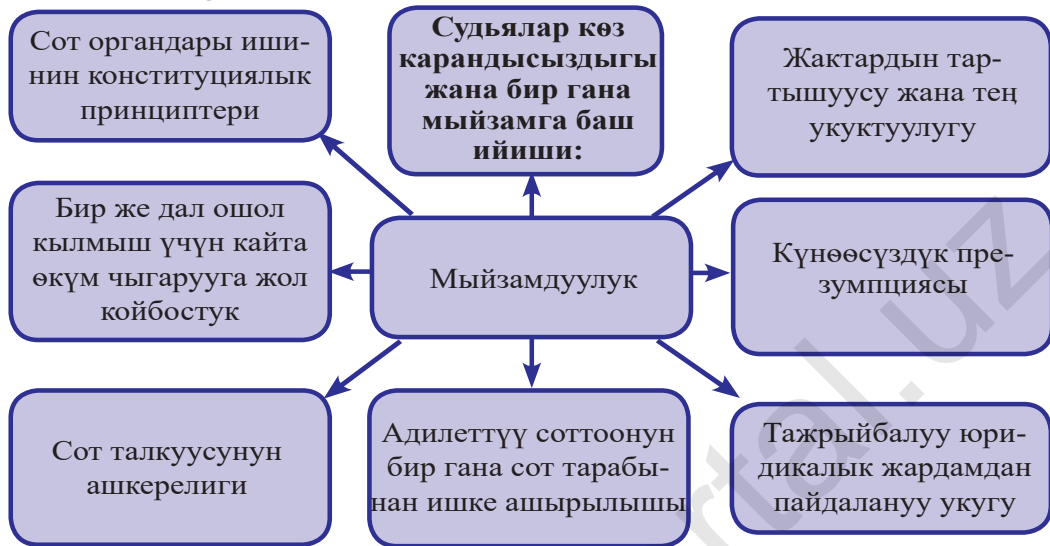 Сот органдары иши-
нин конституциялык
принциптери
Судьялар көз
карандысыздыгы
жана бир гана
мыйзамга баш
ийиши:
Жактардын тар-
тышуусу жана тең
укуктуулугу
Бир же дал ошол
кылмыш үчүн кайта
өкүм чыгарууга жол
койбостук
Мыйзамдуулук
Күнөөсүздүк пре-
зумпциясы
Сот талкуусунун
ашкерелиги
Адилеттүү соттоонун
бир гана сот тарабы-
нан ишке ашырылышы
Тажрыйбалуу юри-
дикалык жардамдан
пайдалануу укугу
rtal.uz